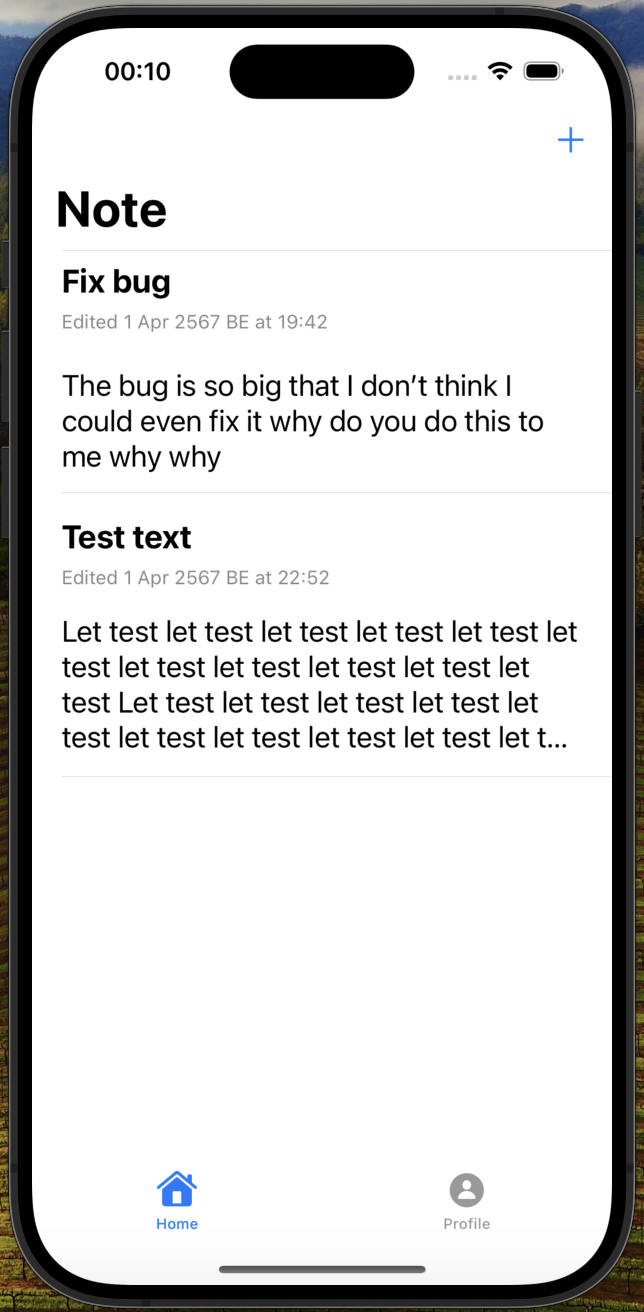 00:10
Note
Fix bug
Edited 1 Apr 2567 BE at 19:42
The bug is so big that I don’t think I
could even fix it why do you do this to
me why why
Test text
Edited 1 Apr 2567 BE at 22:52
Let test let test let test let test let test let
test let test let test let test let test let
test Let test let test let test let test let
test let test let test let test let test let t...
Home
Profile